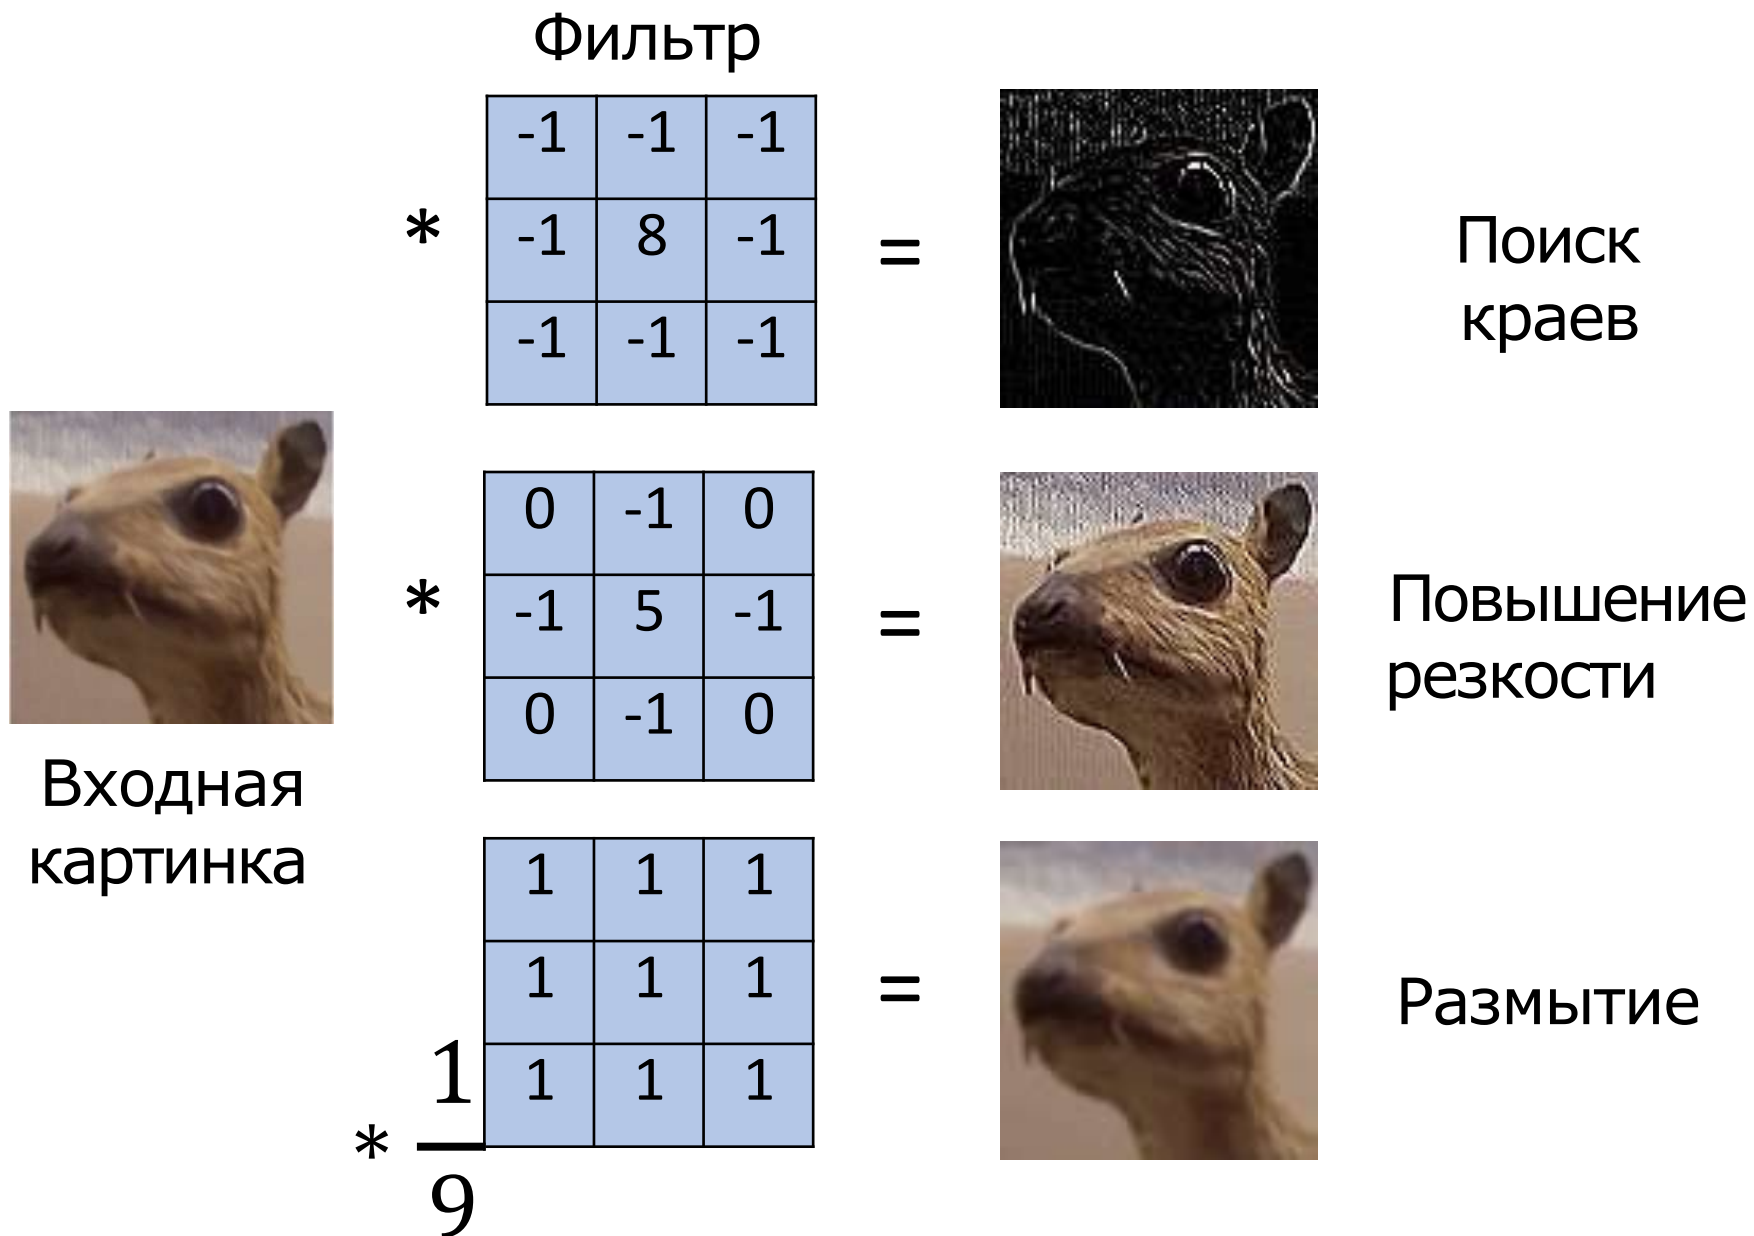 Фильтр
-1 -1 -1
* -1 8 -1 =
-1 -1 -1
Поиск
краев
Входная
картинка
0 -1 0
* -1 5 -1 =
0 -1 0
Повышение
резкости
1 1 1
1 1 1 =
1 1 1
* 1
9
Размытие